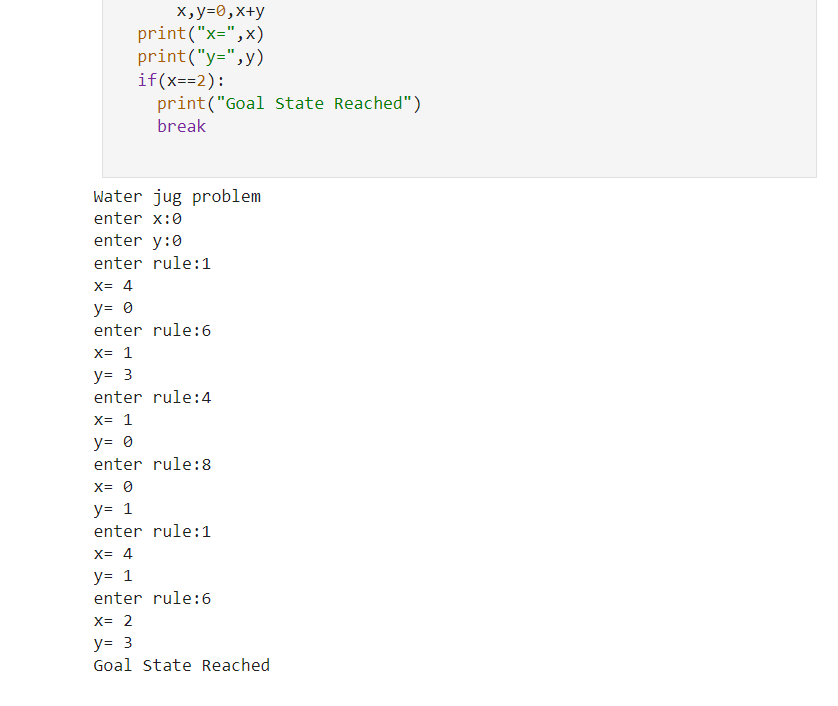 x,y=0,x+y
print("x=",x)
print("y=",y)
if(x==2):
print("Goal State Reached")
break
Water jug problem
enter x:0
enter y:0
enter rule:1
x= 4
y= 0
enter rule:6
x= 1
y= 3
enter rule:4
x= 1
y= 0
enter rule:8
x= 0
y= 1
enter rule:1
x= 4
y= 1
enter rule:6
x= 2
y= 3
Goal State Reached